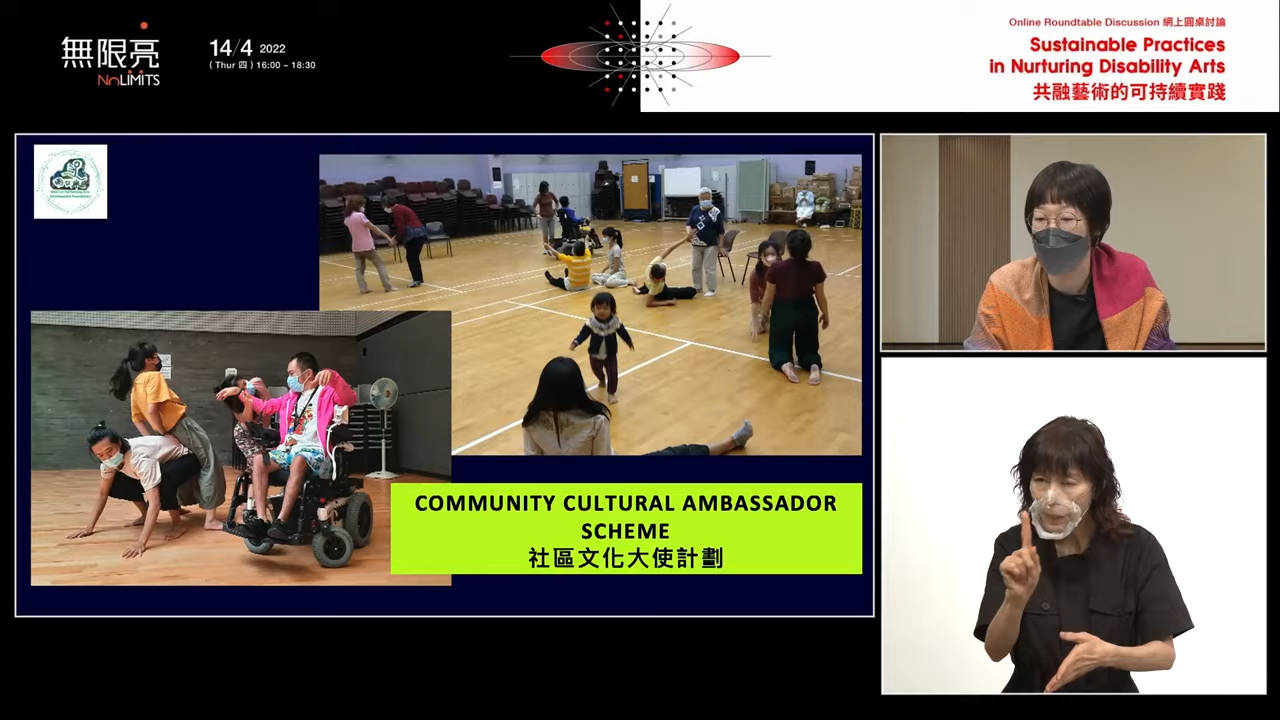 無限亮
NoLIMITS
14/4 2022
( Thur 四 ) 16:00 – 18:30
Online Roundtable Discussion 網上圓桌討論
Sustainable Practices
in Nurturing Disability Arts
共融藝術的可持續實踐
COMMUNITY CULTURAL AMBASSADOR
SCHEME
社區文化大使計劃